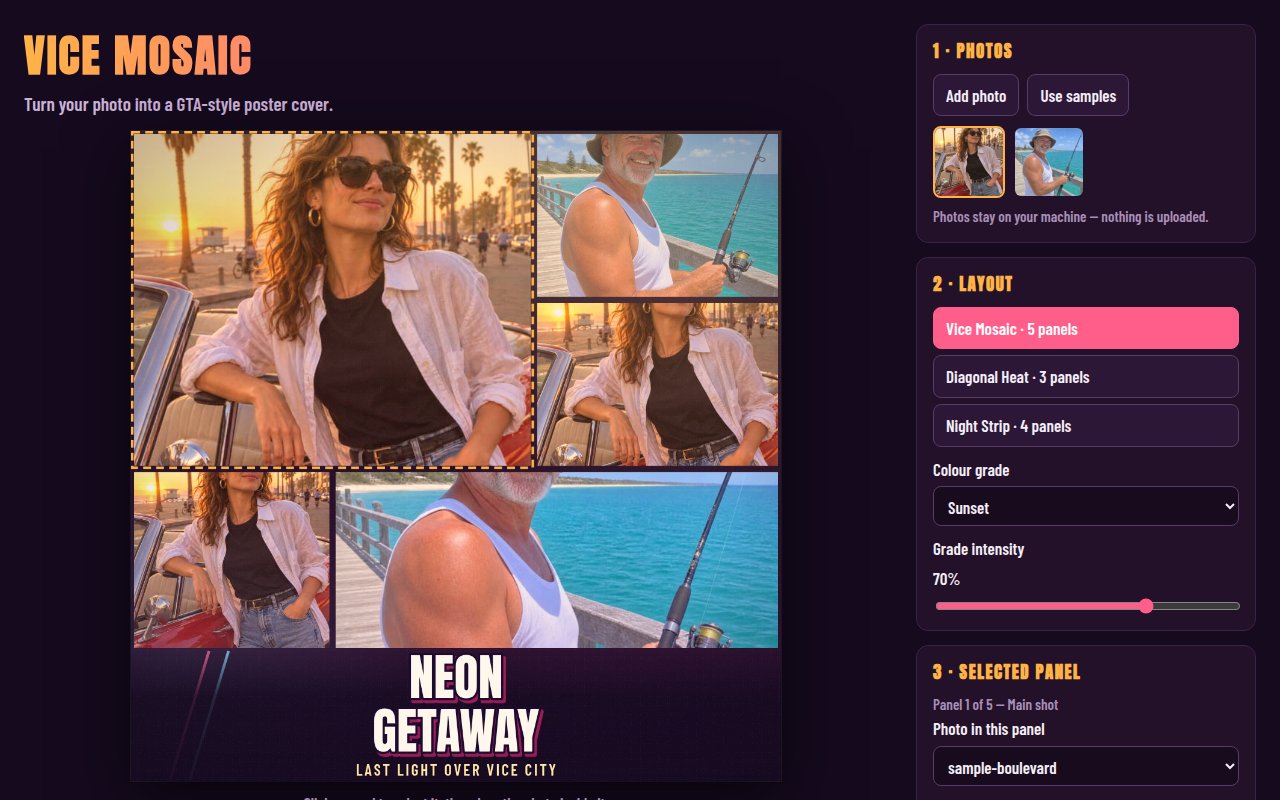 VICE MOSAIC
Turn your photo into a GTA-style poster cover.
NEON
GETAWAY
LAST LIGHT OVER VICE CITY
1 · PHOTOS
Add photo
Use samples
Photos stay on your machine — nothing is uploaded.
2 · LAYOUT
Vice Mosaic · 5 panels
Diagonal Heat · 3 panels
Night Strip · 4 panels
Colour grade
Sunset
Grade intensity
70%
3 · SELECTED PANEL
Panel 1 of 5 — Main shot
Photo in this panel
sample-boulevard